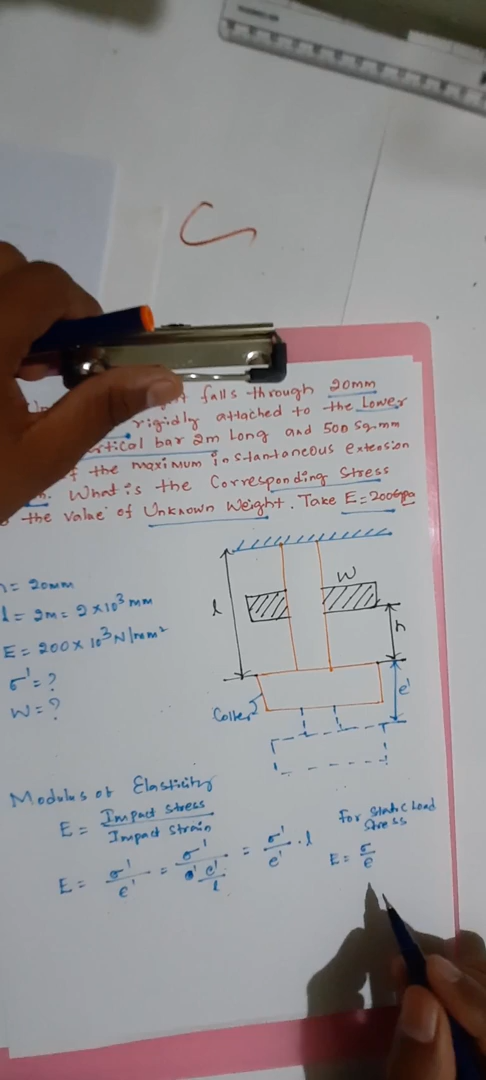 falls through 20mm
rigidly attached to the Lower
rtical bar 2m Long and 500 Sq.mm
f the maximum instantaneous extension
What is the Corresponding Stress
the value of Unknown Weight. Take E=200Gpa
h = 20mm
l = 2m = 2 × 10³ mm
E = 200 × 10³ N/mm²
σ' = ?
W = ?
W
l
h
e'
Coller
Modulus of Elasticity
E = Impact Stress / Impact Strain
E = σ'/e' = σ'/(e'/l) = σ'/e' · l
For Static Load
Stress
E = σ/e